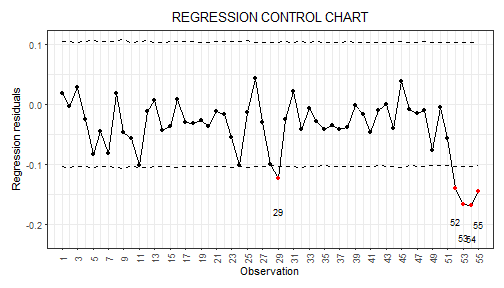 REGRESSION CONTROL CHART
Regression residuals
0.1
0.0
-0.1
-0.2
29
52
53
54
55
1 3 5 7 9 11 13 15 17 19 21 23 25 27 29 31 33 35 37 39 41 43 45 47 49 51 53 55
Observation